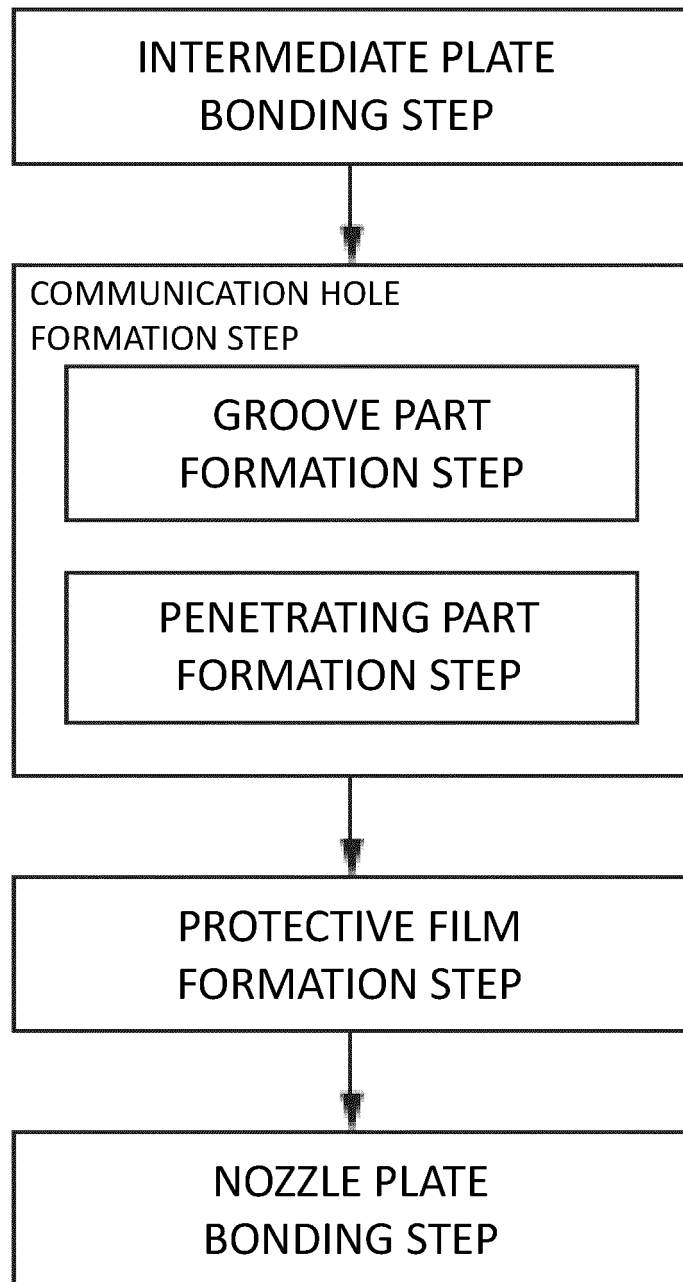 INTERMEDIATE PLATE
BONDING STEP
COMMUNICATION HOLE
FORMATION STEP
GROOVE PART
FORMATION STEP
PENETRATING PART
FORMATION STEP
PROTECTIVE FILM
FORMATION STEP
NOZZLE PLATE
BONDING STEP